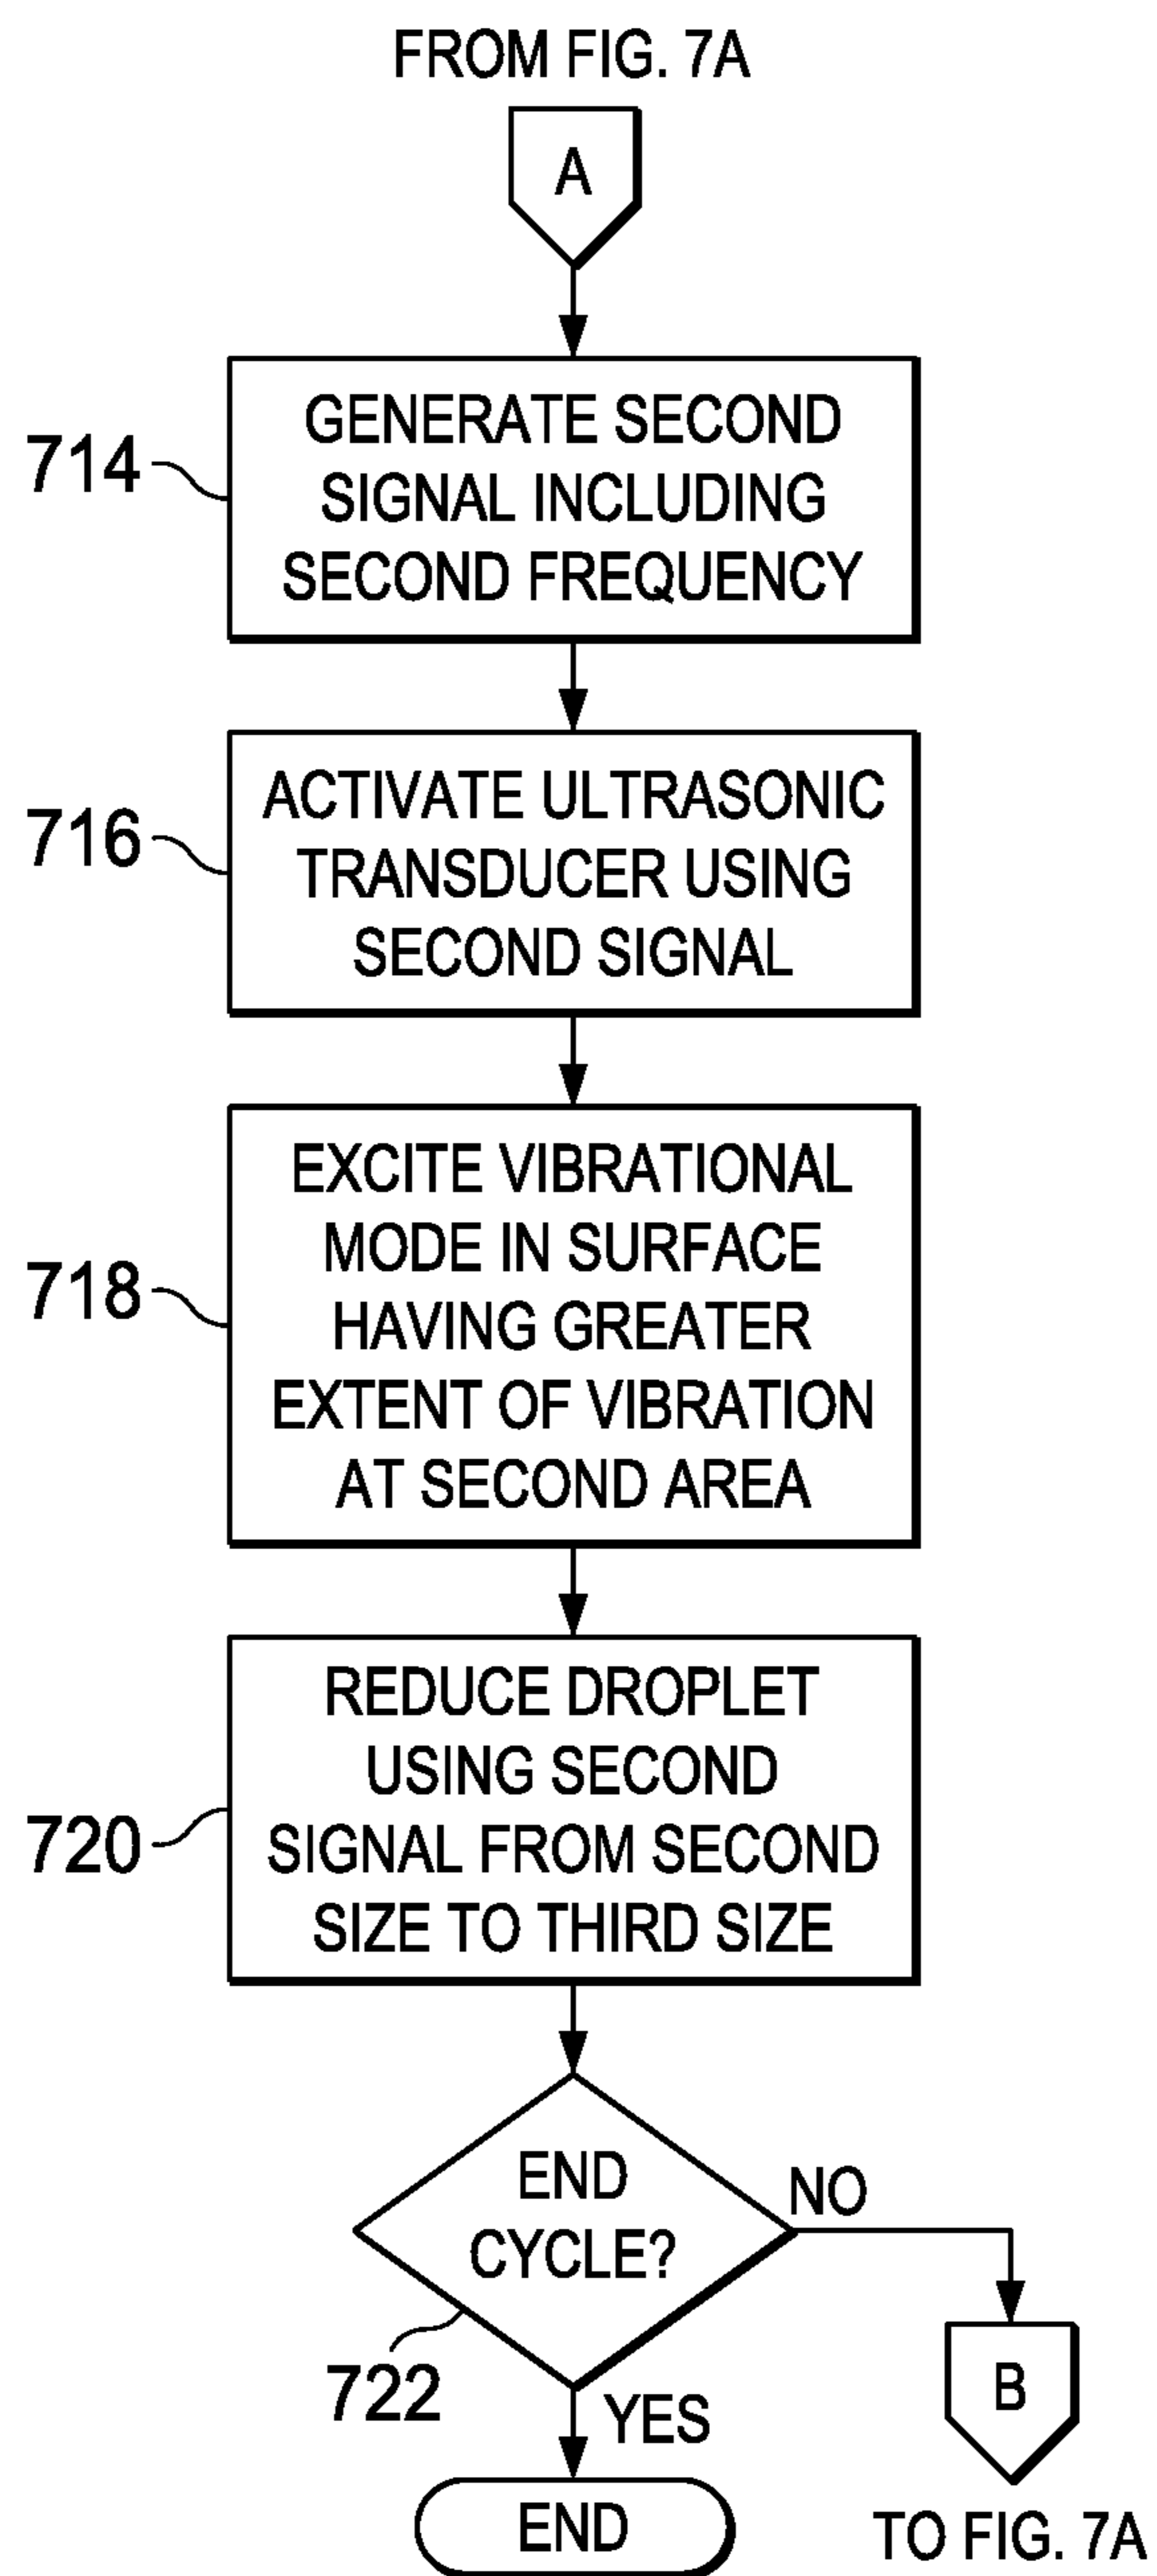 FROM FIG. 7A
A
714
GENERATE SECOND
SIGNAL INCLUDING
SECOND FREQUENCY
716
ACTIVATE ULTRASONIC
TRANSDUCER USING
SECOND SIGNAL
718
EXCITE VIBRATIONAL
MODE IN SURFACE
HAVING GREATER
EXTENT OF VIBRATION
AT SECOND AREA
720
REDUCE DROPLET
USING SECOND
SIGNAL FROM SECOND
SIZE TO THIRD SIZE
END
CYCLE?
NO
722
YES
B
END
TO FIG. 7A